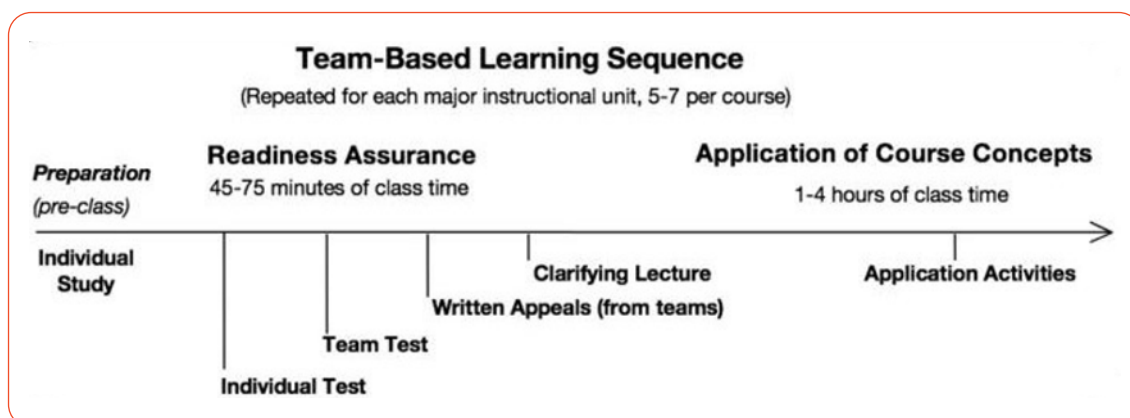 Team-Based Learning Sequence
(Repeated for each major instructional unit, 5-7 per course)
Preparation
(pre-class)
Readiness Assurance
45-75 minutes of class time
Application of Course Concepts
1-4 hours of class time
Individual
Study
Individual Test
Team Test
Written Appeals (from teams)
Clarifying Lecture
Application Activities